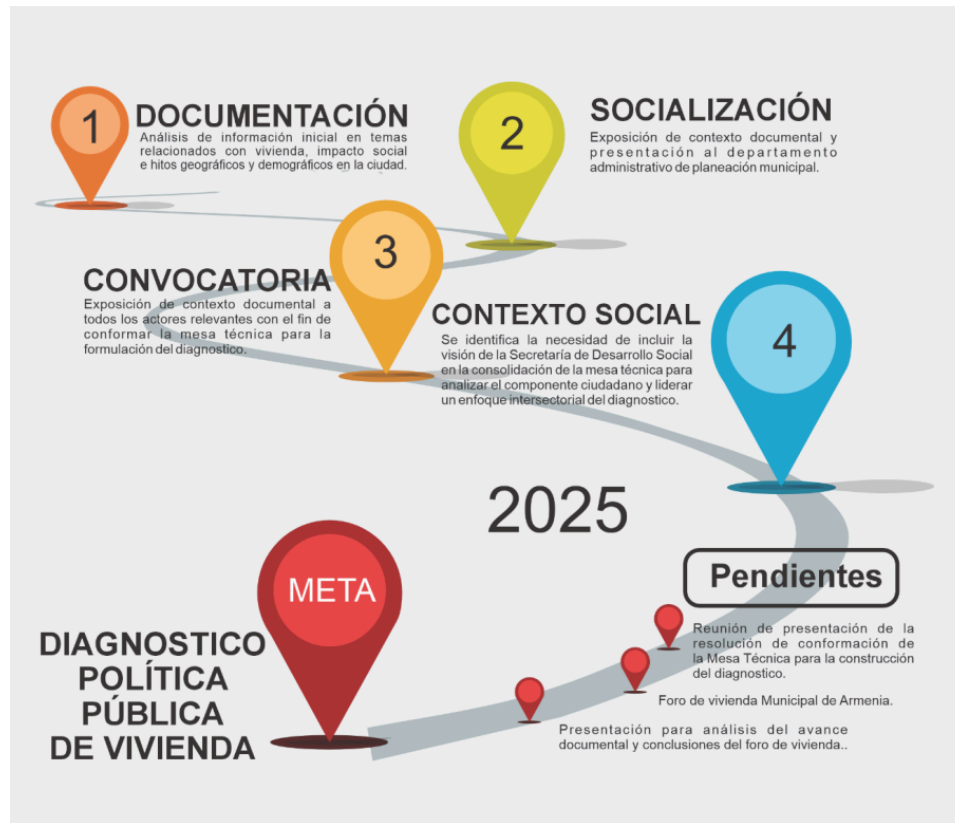 1
DOCUMENTACIÓN
Análisis de información inicial en temas
relacionados con vivienda, impacto social
e hitos geográficos y demográficos en la ciudad.
2
SOCIALIZACIÓN
Exposición de contexto documental y
presentación al departamento
administrativo de planeación municipal.
3
CONVOCATORIA
Exposición de contexto documental a
todos los actores relevantes con el fin de
conformar la mesa técnica para la
formulación del diagnostico.
CONTEXTO SOCIAL
Se identifica la necesidad de incluir la
visión de la Secretaría de Desarrollo Social
en la consolidación de la mesa técnica para
analizar el componente ciudadano y liderar
un enfoque intersectorial del diagnostico.
4
2025
Pendientes
Reunión de presentación de la
resolución de conformación de
la Mesa Técnica para la construcción
del diagnostico.
Foro de vivienda Municipal de Armenia.
Presentación para análisis del avance
documental y conclusiones del foro de vivienda..
META
DIAGNOSTICO
POLÍTICA
PÚBLICA
DE VIVIENDA